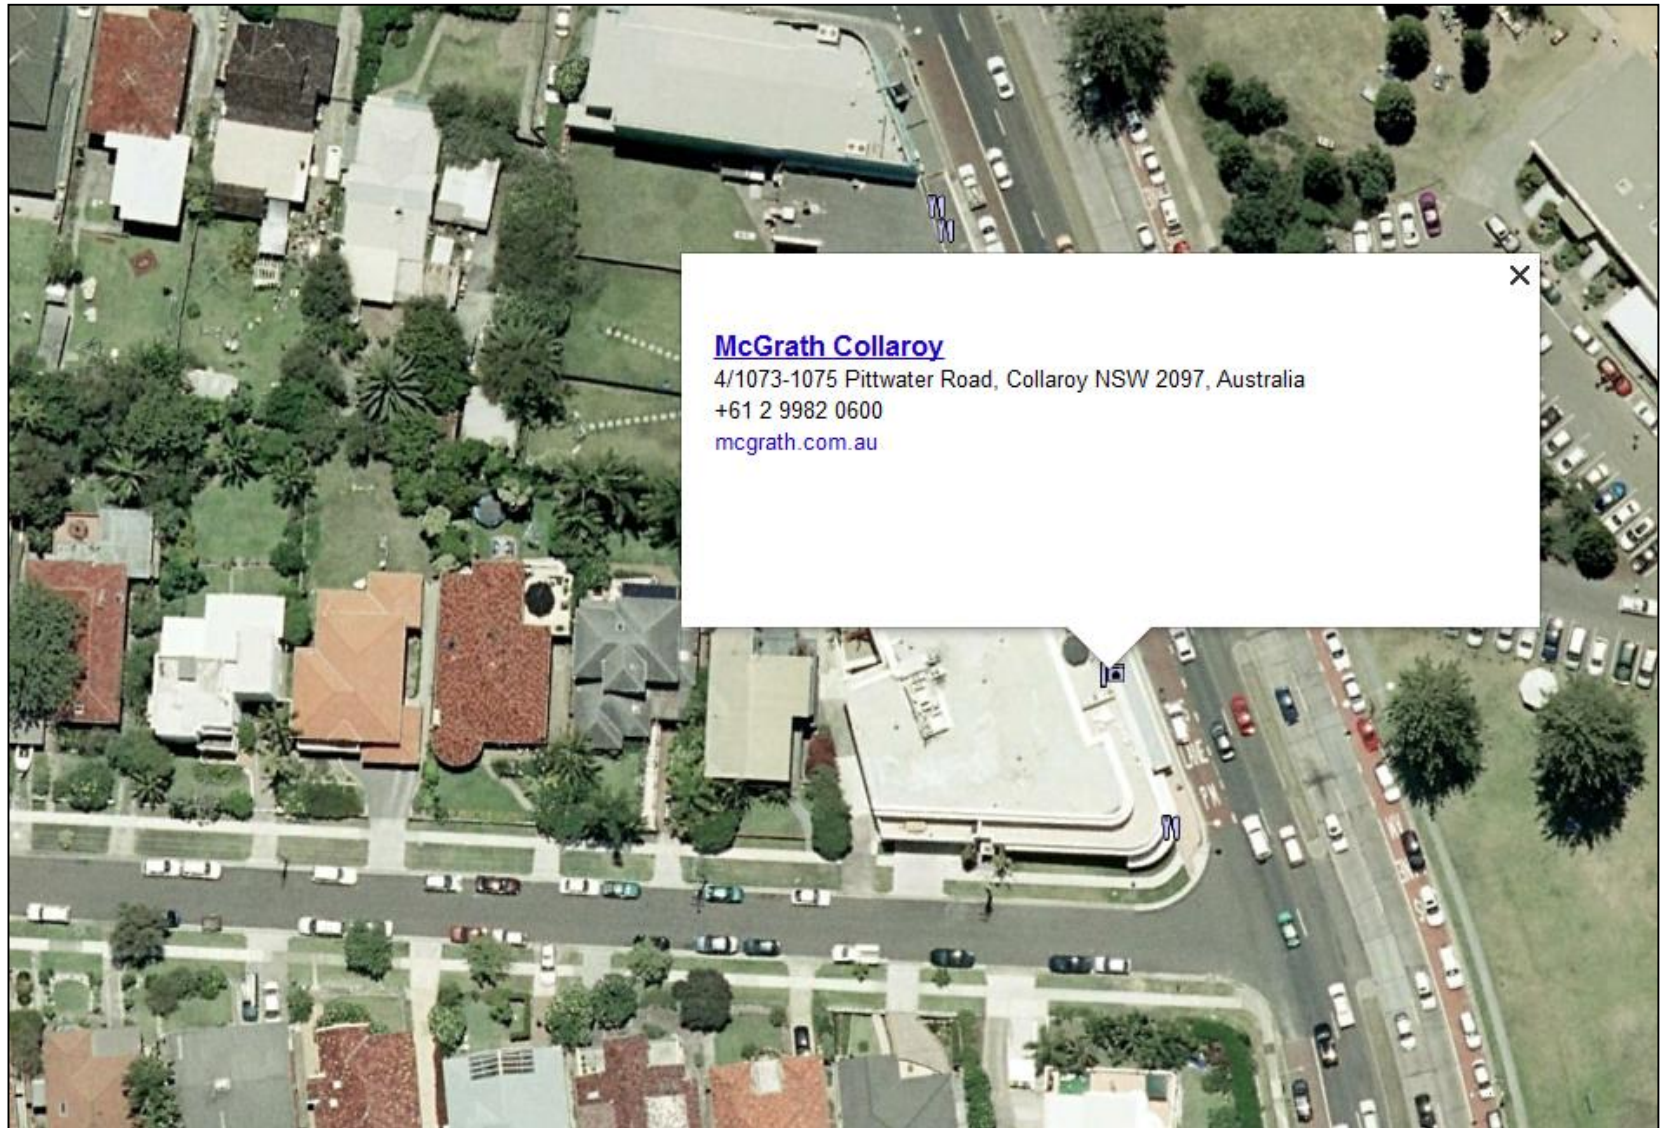 McGrath Collaroy
4/1073-1075 Pittwater Road, Collaroy NSW 2097, Australia
+61 2 9982 0600
mcgrath.com.au